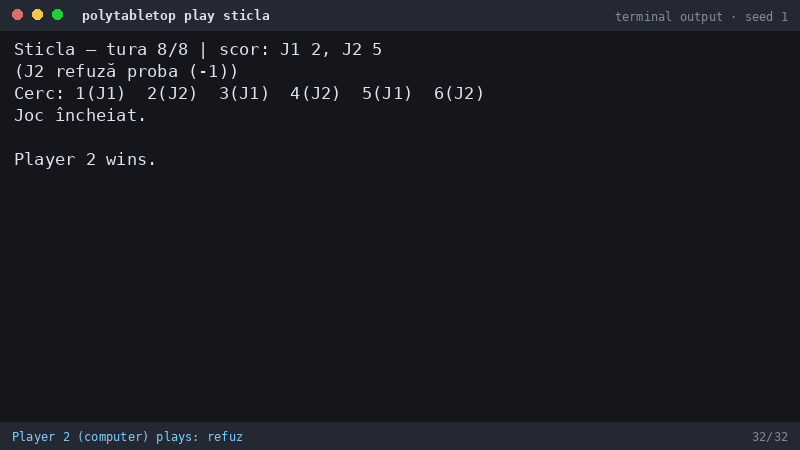 polytabletop play sticla
terminal output · seed 1
Sticla — tura 8/8 | scor: J1 2, J2 5
(J2 refuză proba (-1))
Cerc: 1(J1)  2(J2)  3(J1)  4(J2)  5(J1)  6(J2)
Joc încheiat.
Player 2 wins.
Player 2 (computer) plays: refuz
32/32